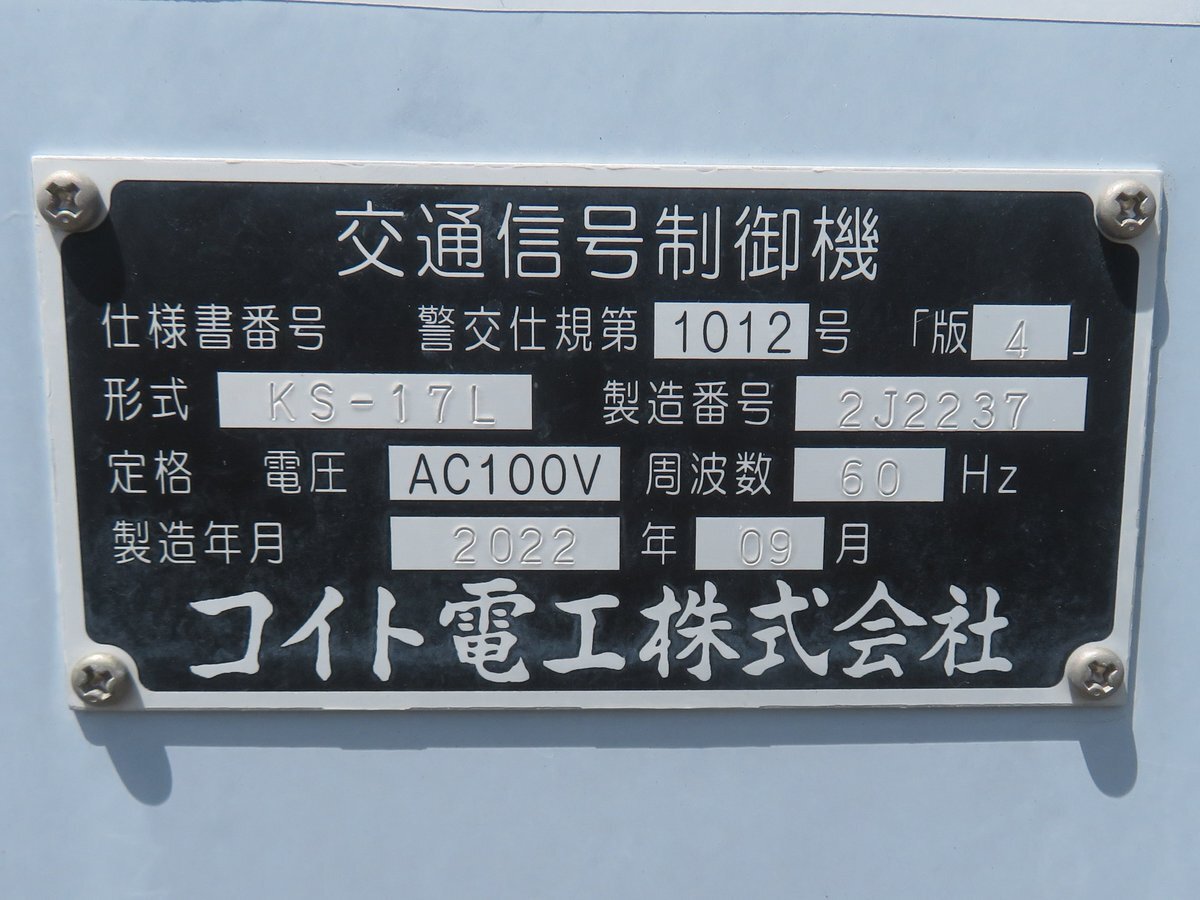 交通信号制御機
仕様書番号 警交仕規第 1012 号 「版 4 」
形式 KS-17L 製造番号 2J2237
定格 電圧 AC100V 周波数 60 Hz
製造年月 2022 年 09 月
コイト電工株式会社